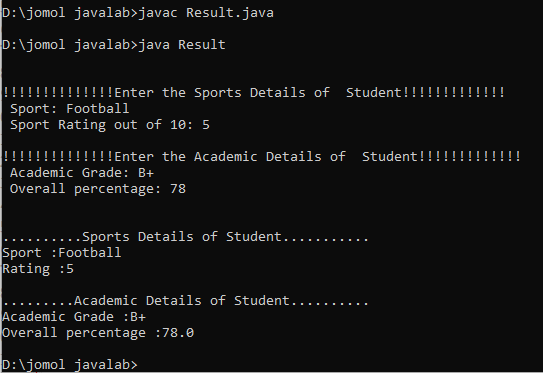 D:\jomol javalab>javac Result.java
D:\jomol javalab>java Result
!!!!!!!!!!!!!!Enter the Sports Details of  Student!!!!!!!!!!!!!
Sport: Football
Sport Rating out of 10: 5
!!!!!!!!!!!!!!Enter the Academic Details of  Student!!!!!!!!!!!!!
Academic Grade: B+
Overall percentage: 78
..........Sports Details of Student...........
Sport :Football
Rating :5
.........Academic Details of Student..........
Academic Grade :B+
Overall percentage :78.0
D:\jomol javalab>